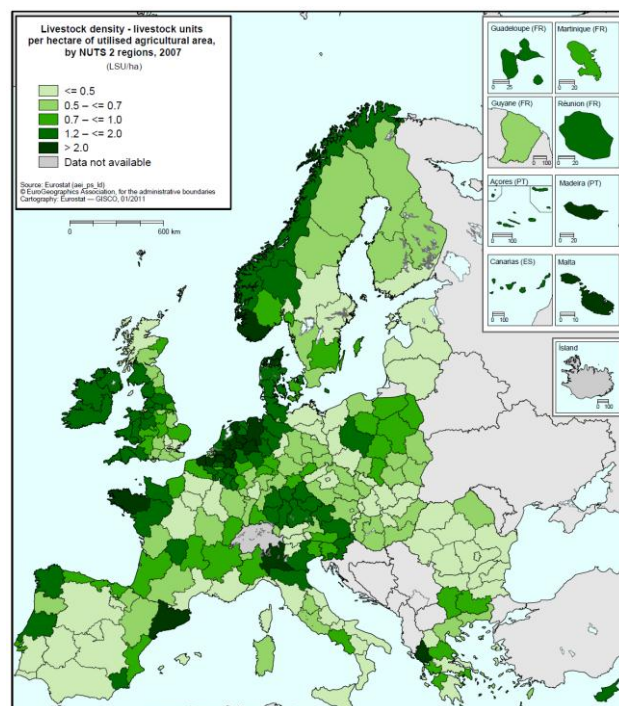 Livestock density - livestock units
per hectare of utilised agricultural area,
by NUTS 2 regions, 2007
(LSU/ha)
<= 0.5
0.5 – <= 0.7
0.7 – <= 1.0
1.2 – <= 2.0
> 2.0
Data not available
Source: Eurostat (aei_ps_ld)
© EuroGeographics Association, for the administrative boundaries
Cartography: Eurostat — GISCO, 01/2011
0
600 km
Guadeloupe (FR)
0 25
Martinique (FR)
0 20
Guyane (FR)
0 100
Réunion (FR)
0 20
Açores (PT)
0 100
Madeira (PT)
0 20
Canarias (ES)
0 100
Malta
0 10
Ísland
0 100